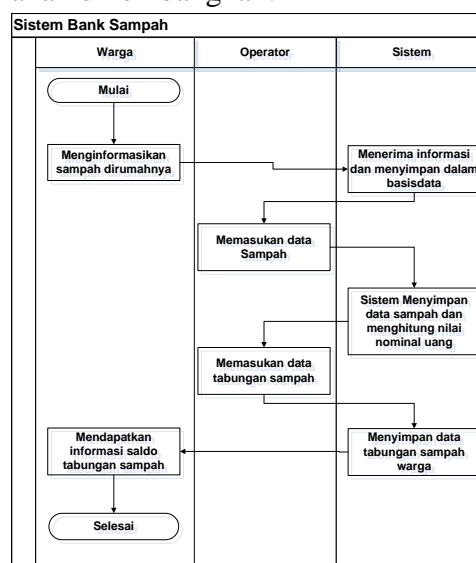 Sistem Bank Sampah
Warga
Operator
Sistem
Mulai
Menginformasikan
sampah dirumahnya
Menerima informasi
dan menyimpan dalam
basisdata
Memasukan data
Sampah
Sistem Menyimpan
data sampah dan
menghitung nilai
nominal uang
Memasukan data
tabungan sampah
Menyimpan data
tabungan sampah
warga
Mendapatkan
informasi saldo
tabungan sampah
Selesai